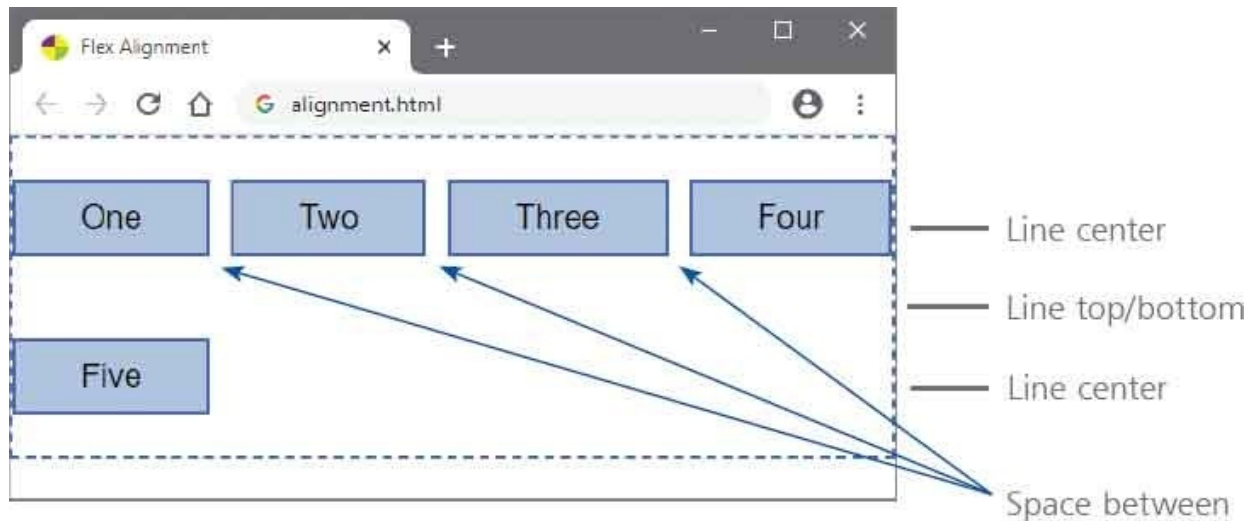 Flex Alignment
alignment.html
One Two Three Four
Line center
Line top/bottom
Five
Line center
Space between